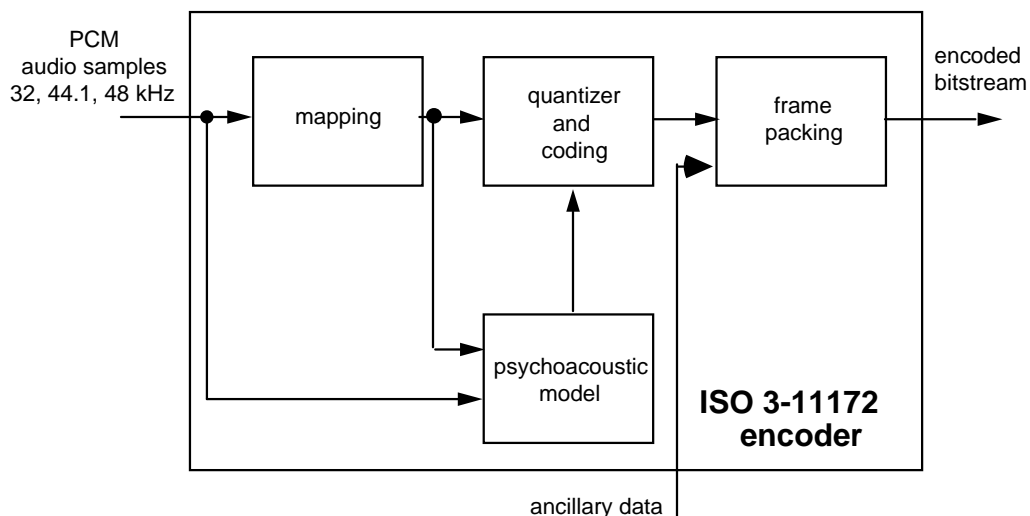 PCM
audio samples
32, 44.1, 48 kHz
mapping
quantizer
and
coding
frame
packing
encoded
bitstream
psychoacoustic
model
ISO 3-11172
encoder
ancillary data